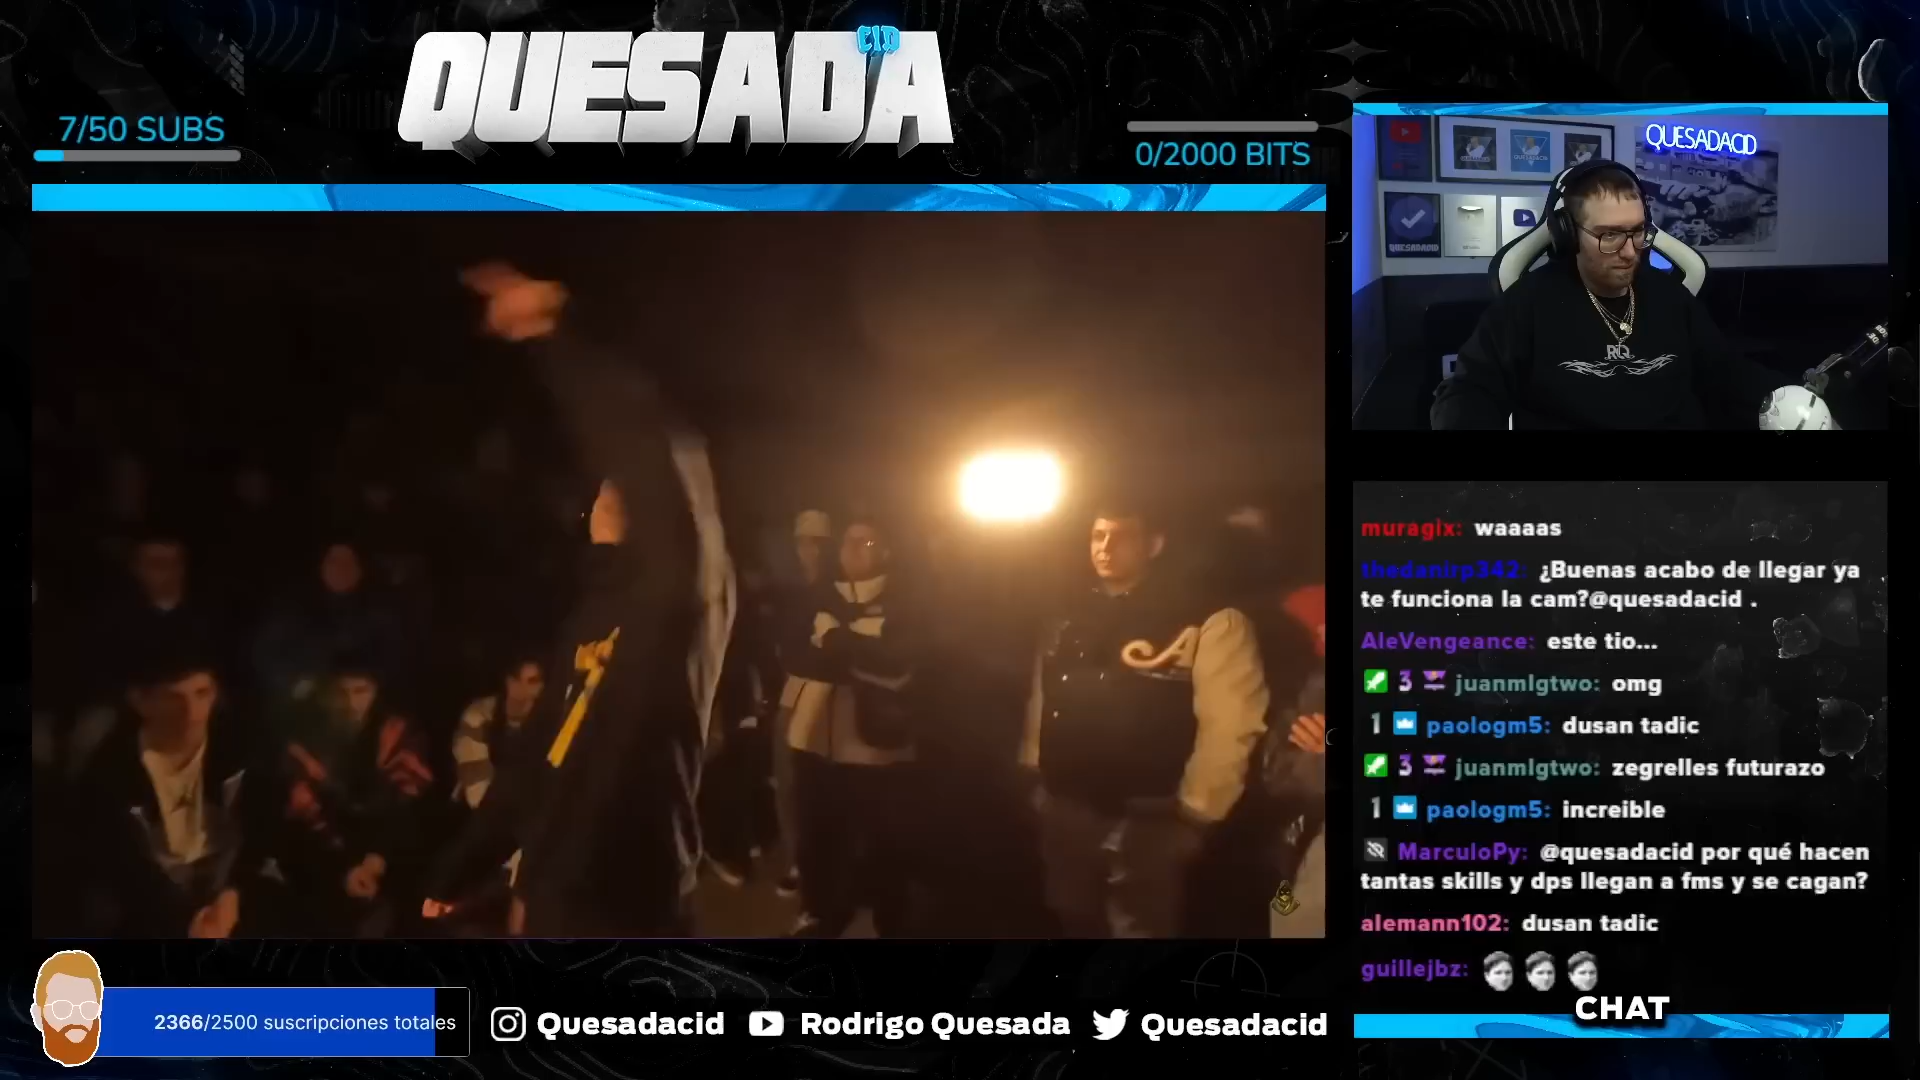 QUESADA
CID
7/50 SUBS
0/2000 BITS
QUESADACID
QUESADACID
RQ
A
muragix: waaaas
thedanirp342: ¿Buenas acabo de llegar ya
te funciona la cam?@quesadacid .
AleVengeance: este tio...
3 juanmlgtwo: omg
1 paologm5: dusan tadic
3 juanmlgtwo: zegrelles futurazo
1 paologm5: increible
MarculoPy: @quesadacid por qué hacen
tantas skills y dps llegan a fms y se cagan?
alemann102: dusan tadic
guillejbz:
CHAT
2366/2500 suscripciones totales
Quesadacid
Rodrigo Quesada
Quesadacid